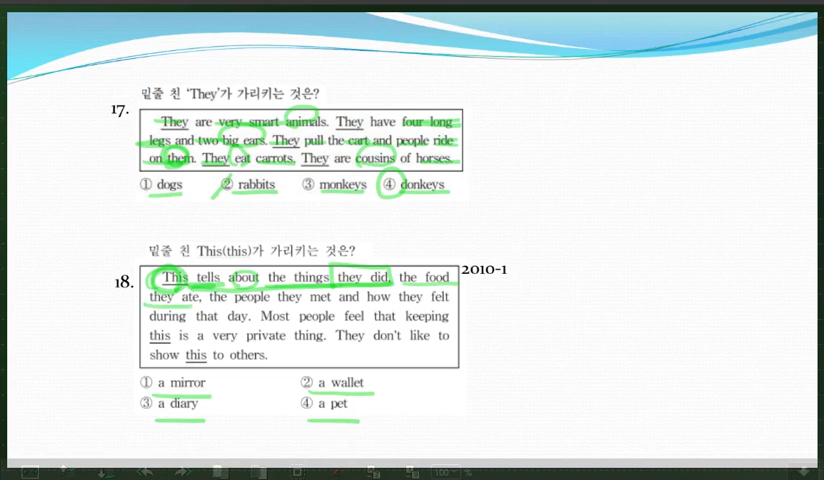 밑줄 친 'They'가 가리키는 것은?
17.
They are very smart animals. They have four long
legs and two big ears. They pull the cart and people ride
on them. They eat carrots. They are cousins of horses.
① dogs ② rabbits ③ monkeys ④ donkeys
밑줄 친 This(this)가 가리키는 것은?
18.
This tells about the things they did, the food 2010-1
they ate, the people they met and how they felt
during that day. Most people feel that keeping
this is a very private thing. They don't like to
show this to others.
① a mirror ② a wallet
③ a diary ④ a pet
100 %